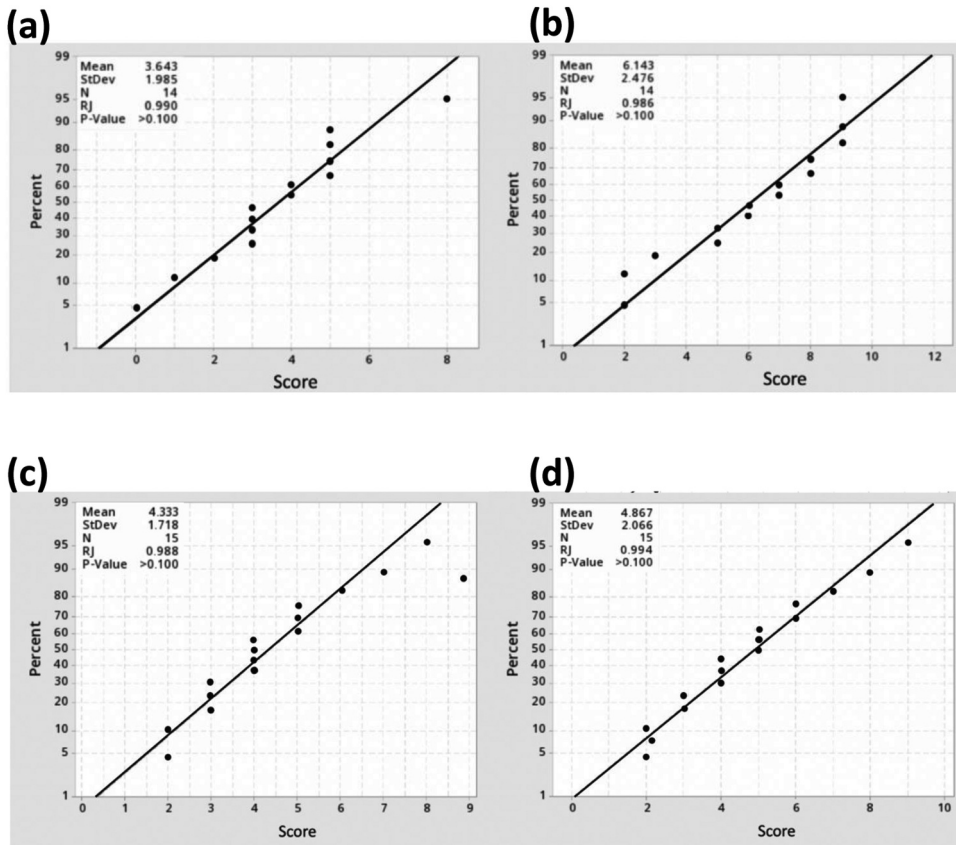 (a)
Mean 3.643
StDev 1.985
N 14
RJ 0.990
P-Value >0.100
99
95
90
80
70
60
50
40
30
20
10
5
1
Percent
0 2 4 6 8
Score
(b)
Mean 6.143
StDev 2.476
N 14
RJ 0.986
P-Value >0.100
99
95
90
80
70
60
50
40
30
20
10
5
1
Percent
0 2 4 6 8 10 12
Score
(c)
Mean 4.333
StDev 1.718
N 15
RJ 0.988
P-Value >0.100
99
95
90
80
70
60
50
40
30
20
10
5
1
Percent
0 1 2 3 4 5 6 7 8 9
Score
(d)
Mean 4.867
StDev 2.066
N 15
RJ 0.994
P-Value >0.100
99
95
90
80
70
60
50
40
30
20
10
5
1
Percent
0 2 4 6 8 10
Score